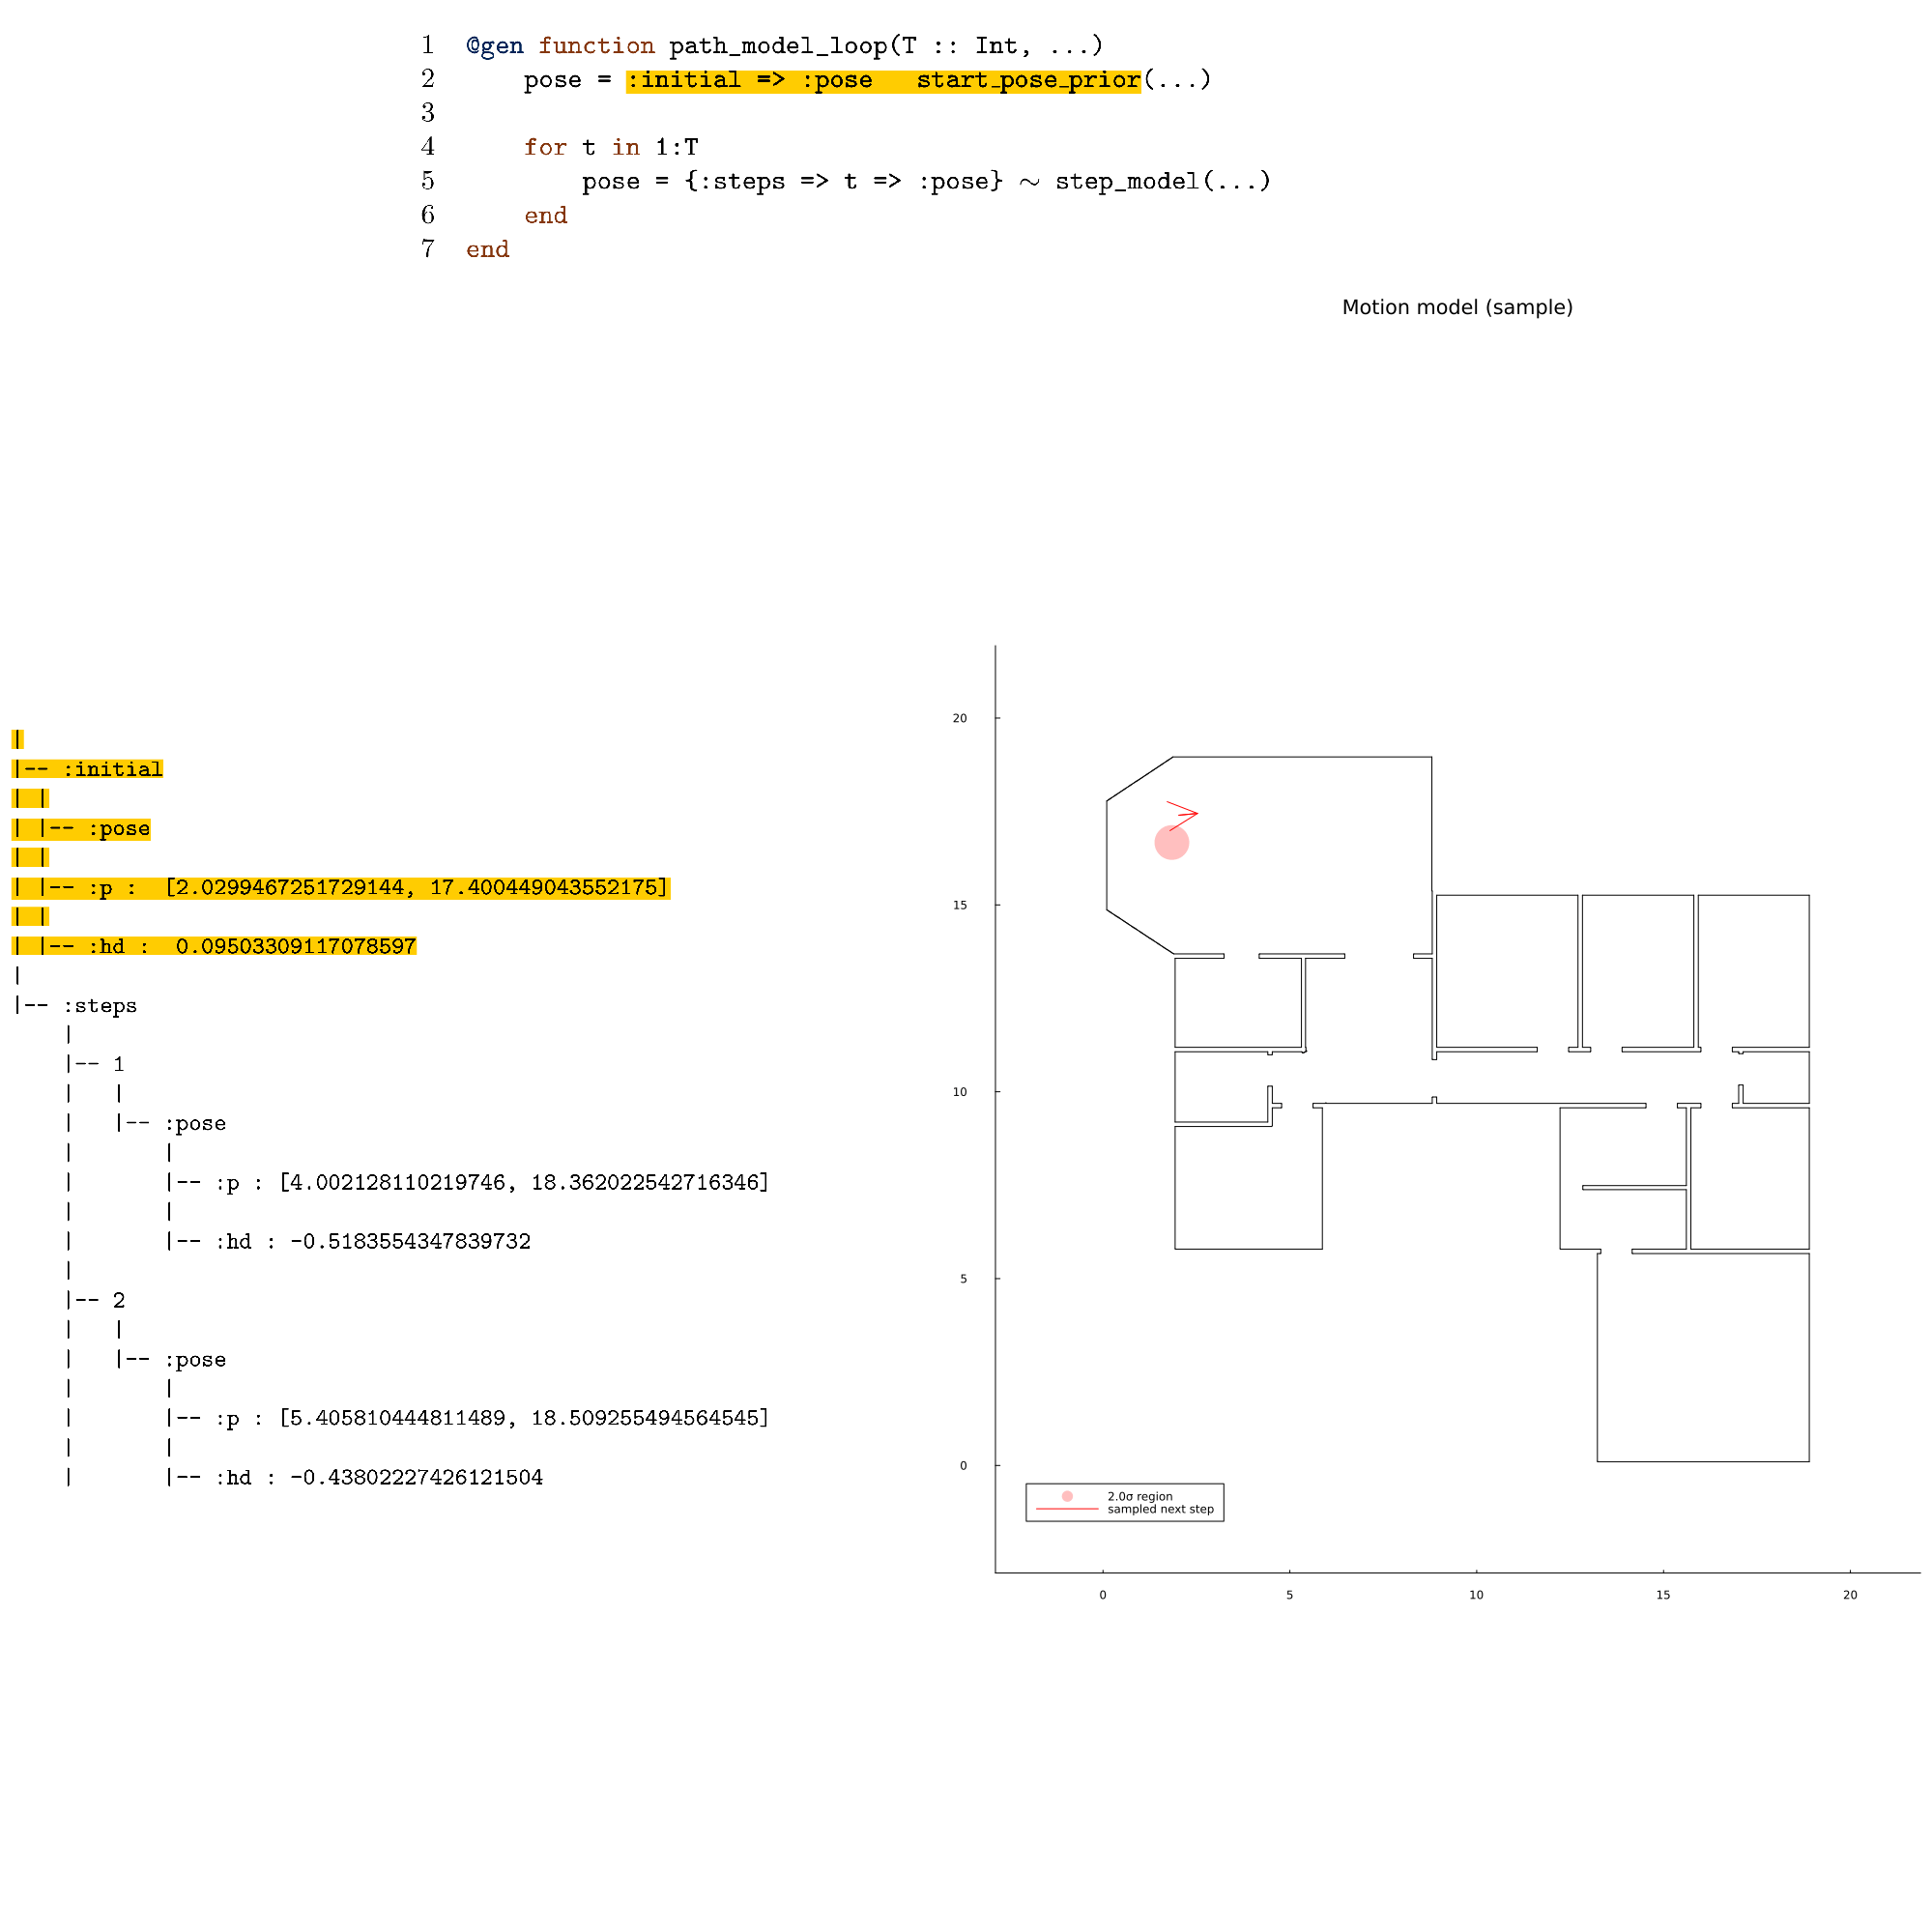 1 @gen function path_model_loop(T :: Int, ...)
2 pose = :initial => :pose start_pose_prior(...)
3
4 for t in 1:T
5 pose = {:steps => t => :pose} ∼ step_model(...)
6 end
7 end
Motion model (sample)
|
|-- :initial
| |
| |-- :pose
| |
| |-- :p : [2.0299467251729144, 17.400449043552175]
| |
| |-- :hd : 0.09503309117078597
|
|-- :steps
|
|-- 1
| |
| |-- :pose
| |
| |-- :p : [4.002128110219746, 18.362022542716346]
| |
| |-- :hd : -0.5183554347839732
|
|-- 2
| |
| |-- :pose
| |
| |-- :p : [5.405810444811489, 18.509255494564545]
| |
| |-- :hd : -0.43802227426121504
20
15
10
5
0
2.0σ region
sampled next step
0 5 10 15 20